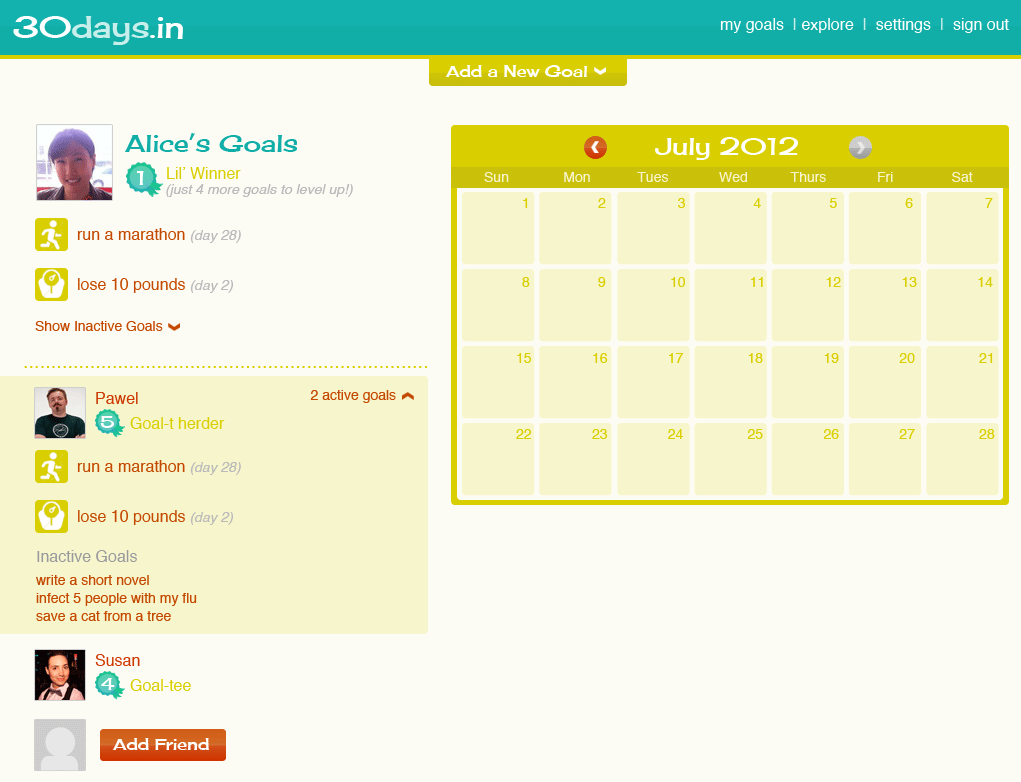 30days.in
my goals | explore | settings | sign out
Add a New Goal
Alice's Goals
1 Lil' Winner
(just 4 more goals to level up!)
run a marathon (day 28)
lose 10 pounds (day 2)
Show Inactive Goals
Pawel 2 active goals
5 Goal-t herder
run a marathon (day 28)
lose 10 pounds (day 2)
Inactive Goals
write a short novel
infect 5 people with my flu
save a cat from a tree
Susan
4 Goal-tee
Add Friend
July 2012
Sun Mon Tues Wed Thurs Fri Sat
1 2 3 4 5 6 7
8 9 10 11 12 13 14
15 16 17 18 19 20 21
22 23 24 25 26 27 28